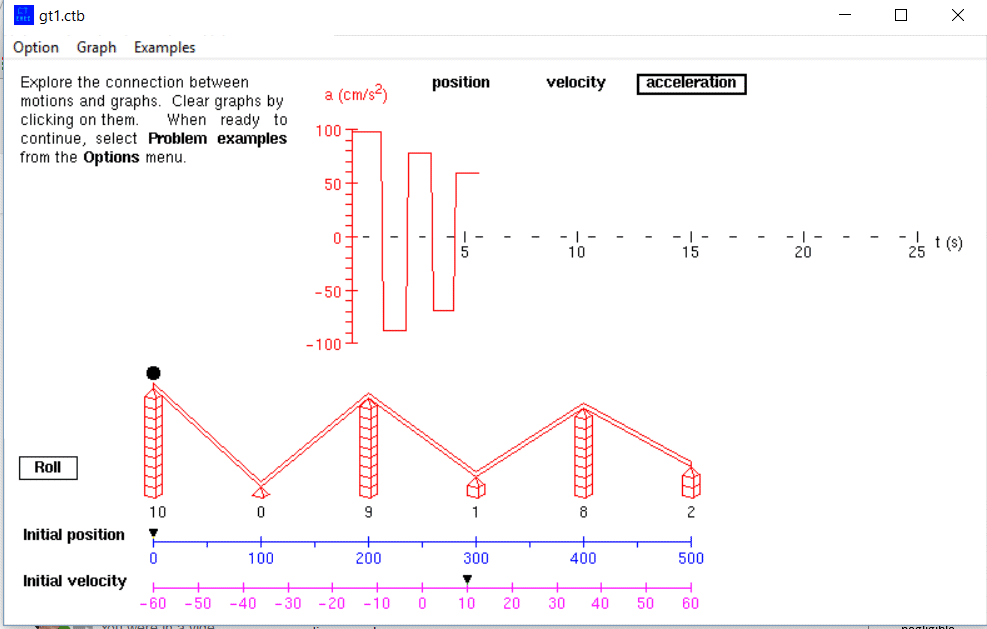 gt1.ctb
Option Graph Examples
Explore the connection between
motions and graphs. Clear graphs by
clicking on them. When ready to
continue, select Problem examples
from the Options menu.
position velocity acceleration
a (cm/s²)
100
50
0
-50
-100
5 10 15 20 25 t (s)
Roll
10 0 9 1 8 2
Initial position
0 100 200 300 400 500
Initial velocity
-60 -50 -40 -30 -20 -10 0 10 20 30 40 50 60